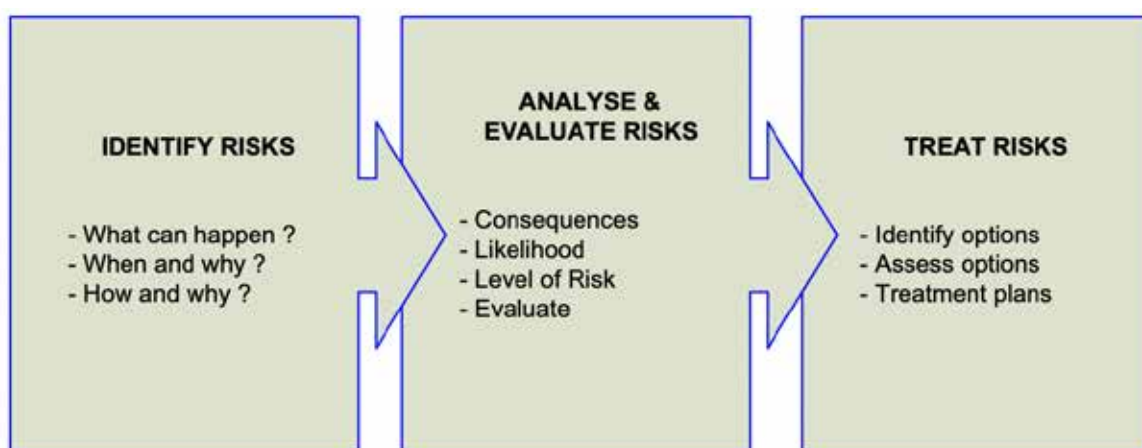 IDENTIFY RISKS
- What can happen ?
- When and why ?
- How and why ?
ANALYSE &
EVALUATE RISKS
- Consequences
- Likelihood
- Level of Risk
- Evaluate
TREAT RISKS
- Identify options
- Assess options
- Treatment plans